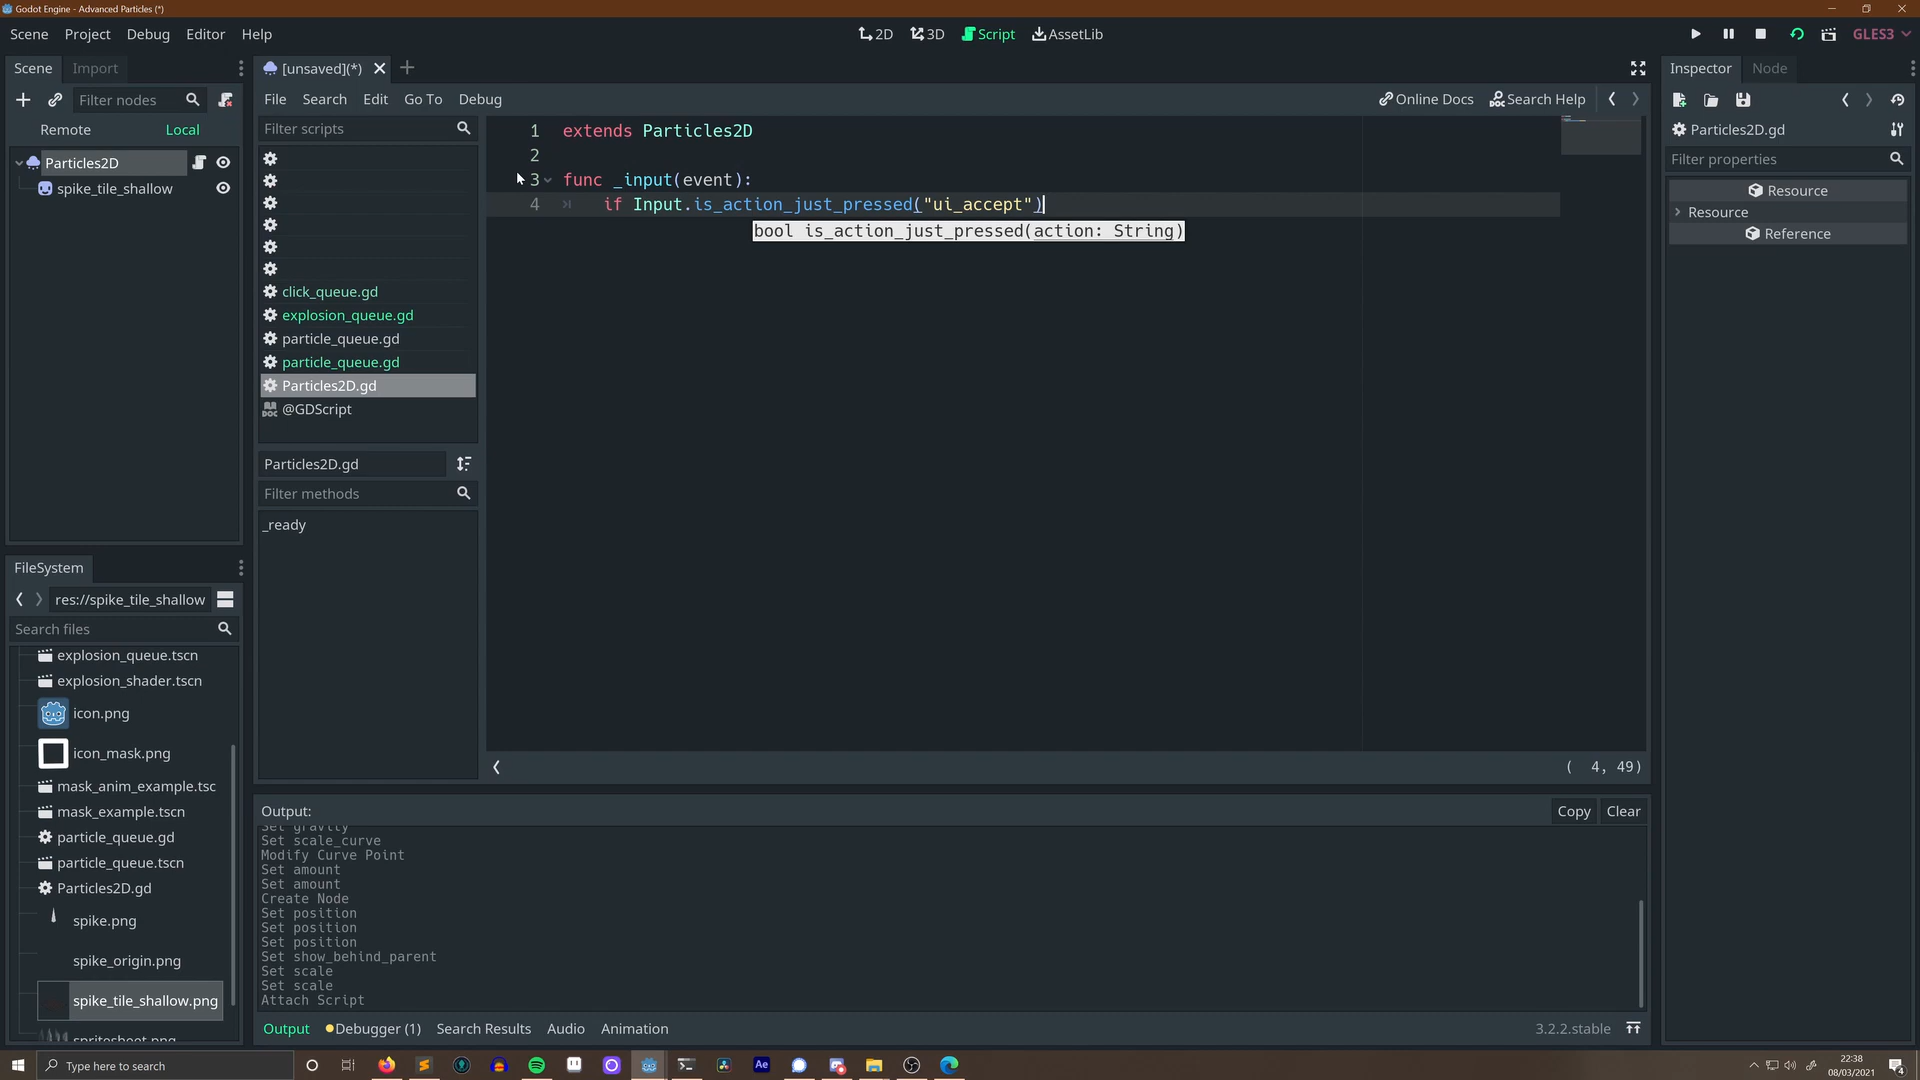 Godot Engine - Advanced Particles (*)
Scene Project Debug Editor Help
2D 3D Script AssetLib
GLES3
Scene Import
[unsaved](*)
Inspector Node
Filter nodes
File Search Edit Go To Debug
Online Docs Search Help
Remote Local
Filter scripts
Particles2D.gd
Filter properties
Particles2D
spike_tile_shallow
Resource
Resource
Reference
1 extends Particles2D
2
3 func _input(event):
4 if Input.is_action_just_pressed("ui_accept")
bool is_action_just_pressed(action: String)
click_queue.gd
explosion_queue.gd
particle_queue.gd
particle_queue.gd
Particles2D.gd
@GDScript
Particles2D.gd
Filter methods
_ready
FileSystem
res://spike_tile_shallow
Search files
explosion_queue.tscn
explosion_shader.tscn
icon.png
icon_mask.png
mask_anim_example.tsc
mask_example.tscn
particle_queue.gd
particle_queue.tscn
Particles2D.gd
spike.png
spike_origin.png
spike_tile_shallow.png
spritesheet.png
( 4, 49)
Output:
Copy Clear
Set gravity
Set scale_curve
Modify Curve Point
Set amount
Set amount
Create Node
Set position
Set position
Set position
Set show_behind_parent
Set scale
Set scale
Attach Script
Output Debugger (1) Search Results Audio Animation
3.2.2.stable
Type here to search
Ae
22:38
08/03/2021
4